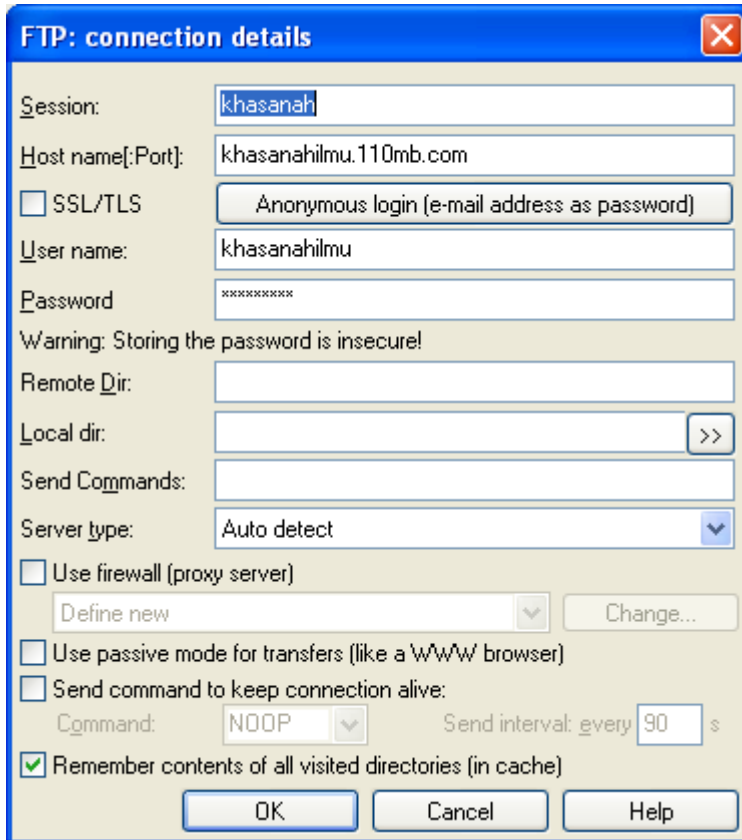 FTP: connection details
Session: khasanah
Host name[:Port]: khasanahilmu.110mb.com
SSL/TLS Anonymous login (e-mail address as password)
User name: khasanahilmu
Password *********
Warning: Storing the password is insecure!
Remote Dir:
Local dir: >>
Send Commands:
Server type: Auto detect
Use firewall (proxy server)
Define new Change...
Use passive mode for transfers (like a WWW browser)
Send command to keep connection alive:
Command: NOOP Send interval: every 90 s
Remember contents of all visited directories (in cache)
OK Cancel Help